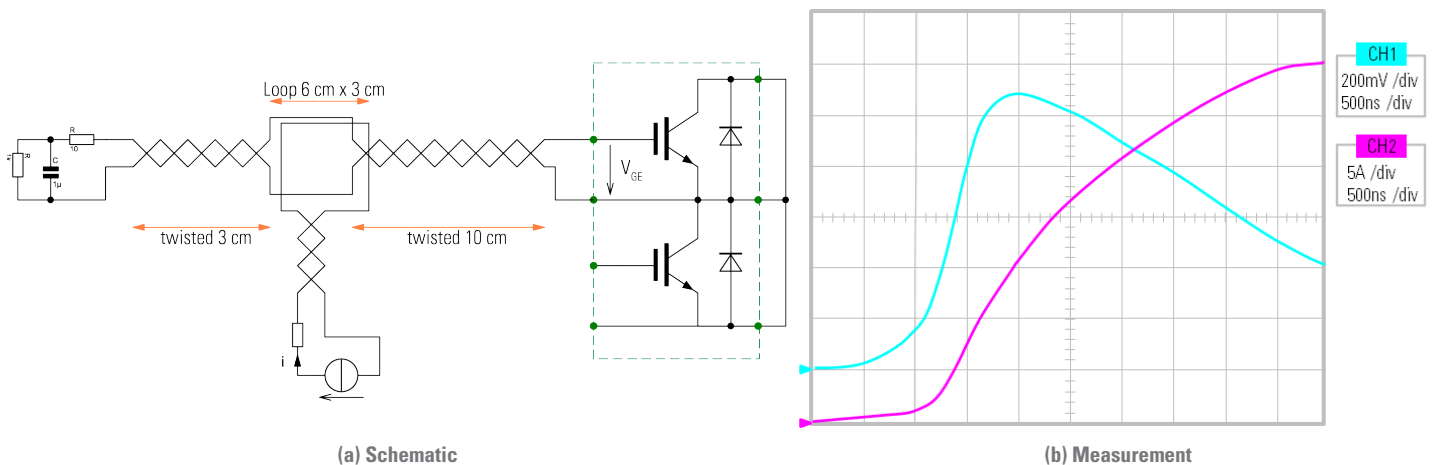 Loop 6 cm x 3 cm
R
10
R
C
1µ
twisted 3 cm
twisted 10 cm
V GE
i
(a) Schematic
CH1
200mV /div
500ns /div
CH2
5A /div
500ns /div
(b) Measurement